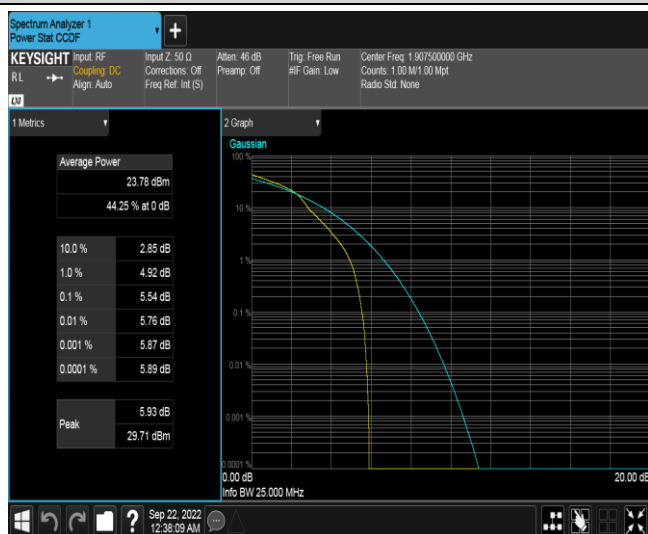 Spectrum Analyzer 1
Power Stat CCDF
+
KEYSIGHT
RL
LXI
Input: RF
Coupling: DC
Align: Auto
Input Z: 50 Ω
Corrections: Off
Freq Ref: Int (S)
Atten: 46 dB
Preamp: Off
Trig: Free Run
#IF Gain: Low
Center Freq: 1.907500000 GHz
Counts: 1.00 M/1.00 Mpt
Radio Std: None
1 Metrics
Average Power
23.78 dBm
44.25 % at 0 dB
10.0 % 2.85 dB
1.0 % 4.92 dB
0.1 % 5.54 dB
0.01 % 5.76 dB
0.001 % 5.87 dB
0.0001 % 5.89 dB
Peak
5.93 dB
29.71 dBm
2 Graph
Gaussian
100 %
10 %
1 %
0.1 %
0.01 %
0.001 %
0.0001 %
0.00 dB 20.00 dB
Info BW 25.000 MHz
?
Sep 22, 2022
12:38:09 AM